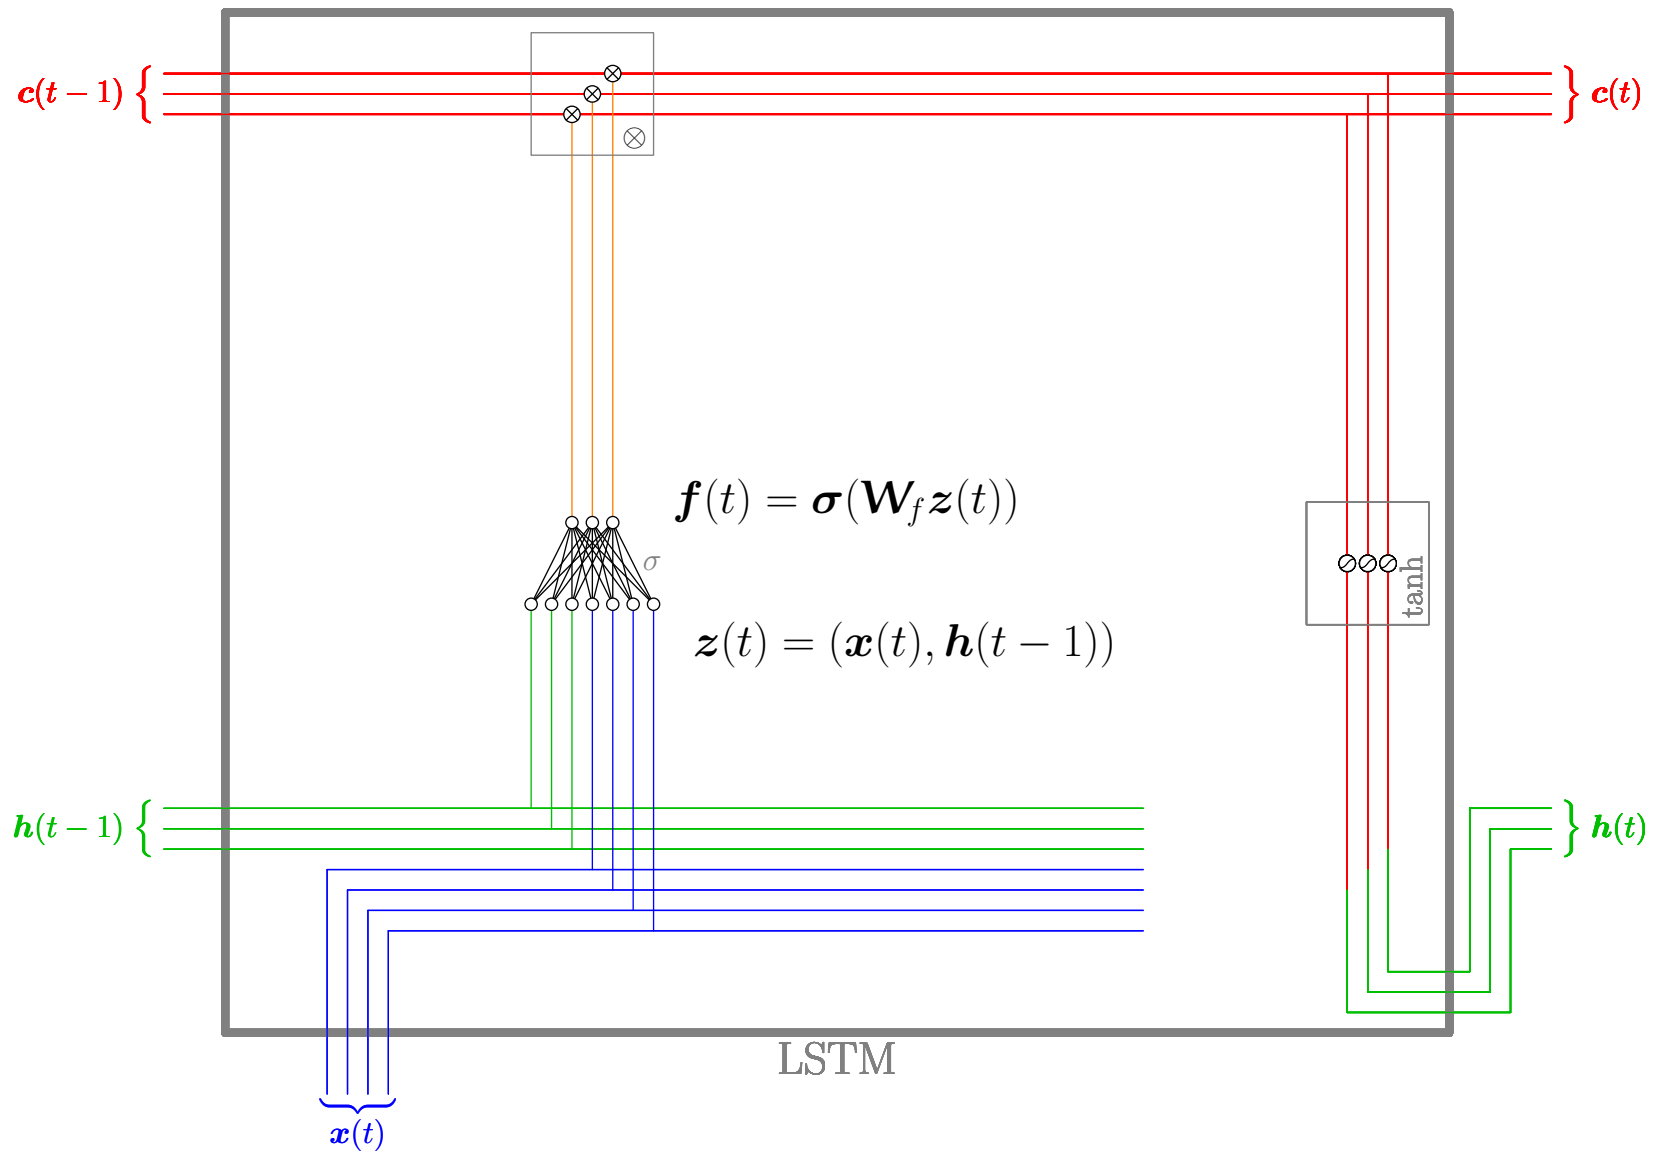 c(t − 1)
c(t)
⊗
f(t) = σ(W_f z(t))
σ
tanh
z(t) = (x(t), h(t − 1))
h(t − 1)
h(t)
LSTM
x(t)